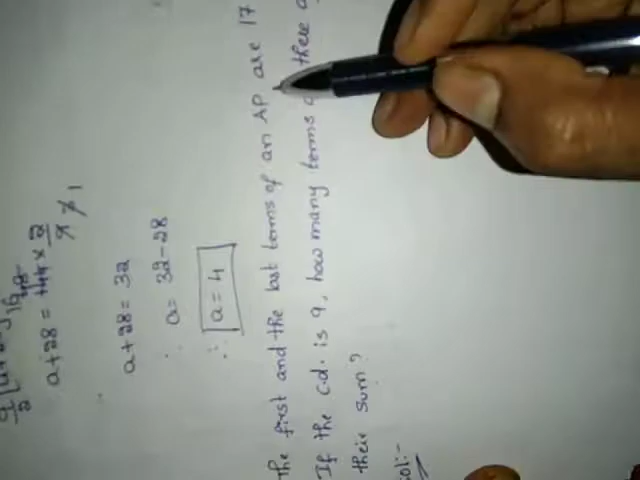 a+28 = 144 × 2
9
a+28 = 32
∴ a = 32-28
∴ a = 4
the first and the last terms of an AP are 17
If the c.d. is 9, how many terms there
their sum?
Sol:-